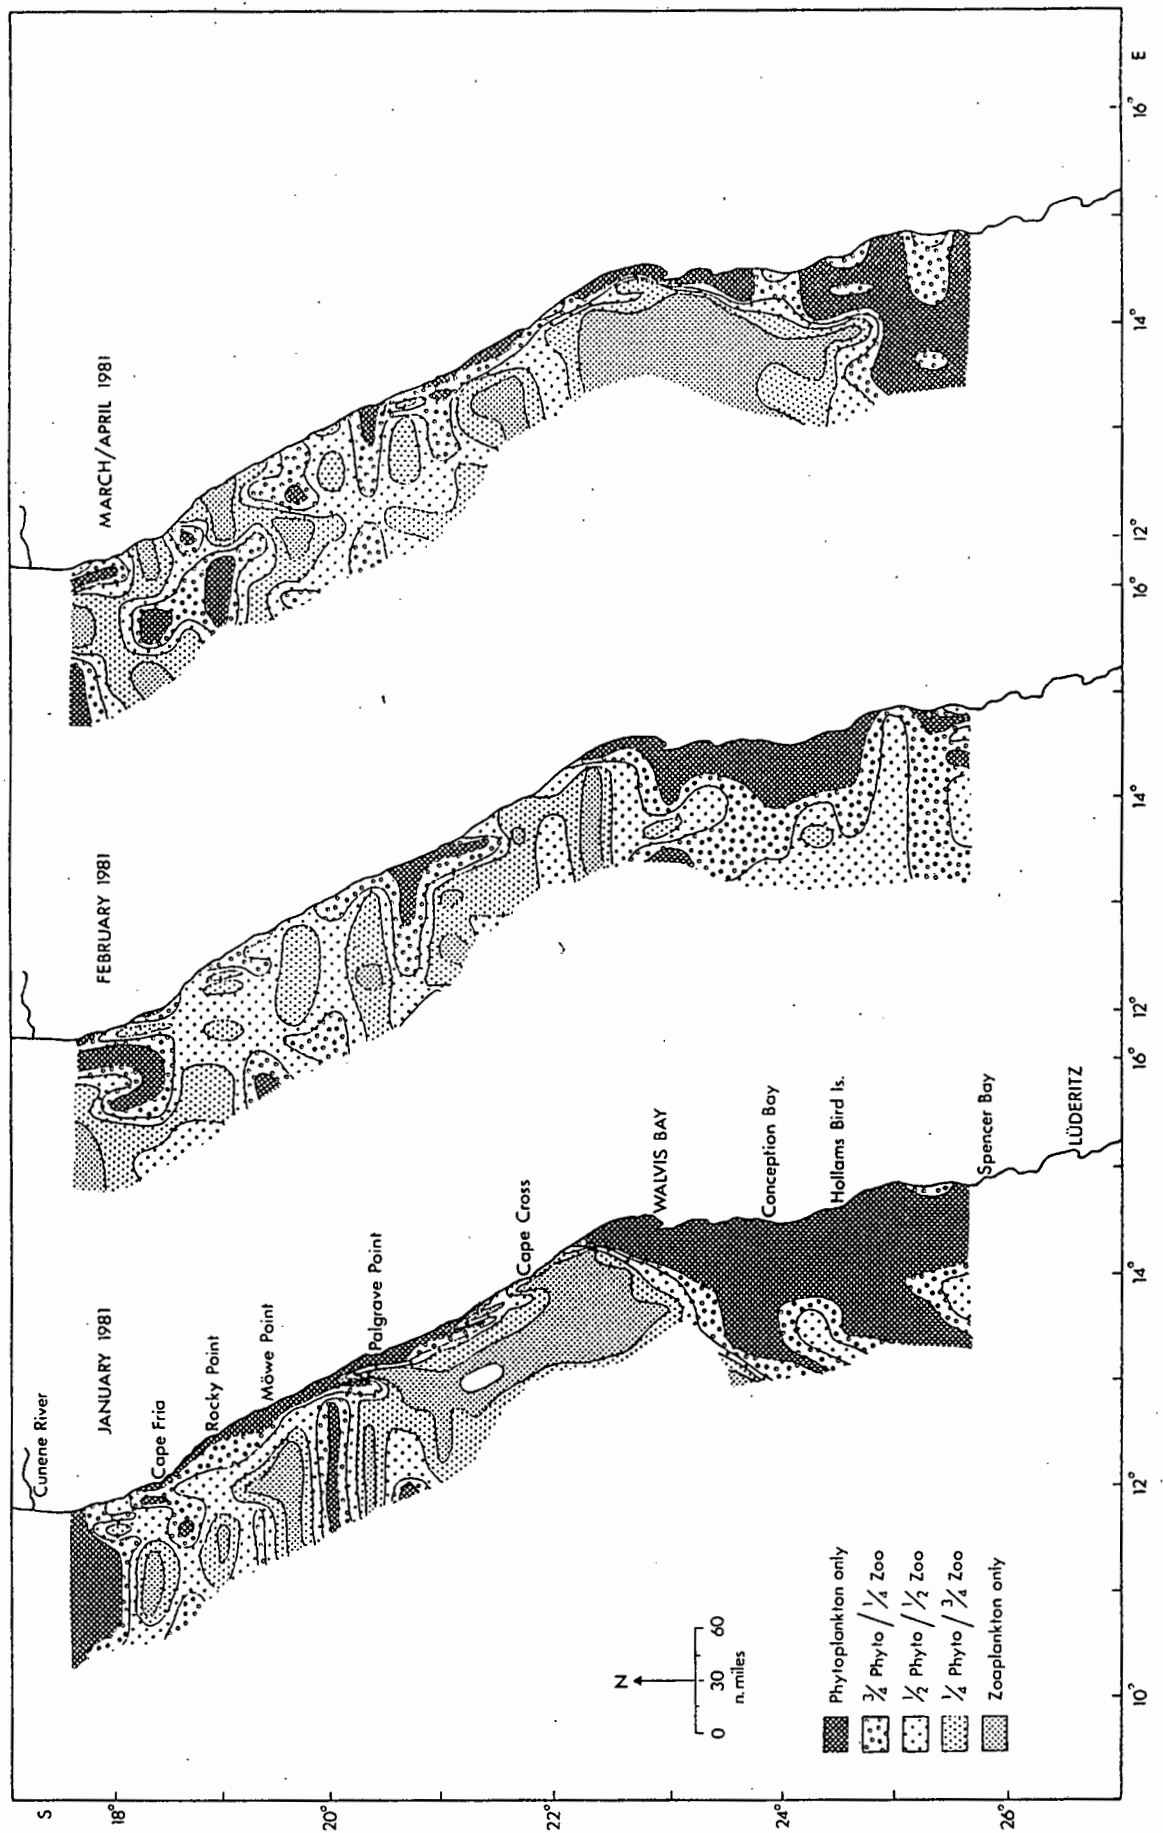 JANUARY 1981
FEBRUARY 1981
MARCH/APRIL 1981
Cunene River
Cape Fria
Rocky Point
Möwe Point
Palgrave Point
Cape Cross
WALVIS BAY
Conception Bay
Hollams Bird Is.
Spencer Bay
LÜDERITZ
N
0 30 60
n.miles
Phytoplankton only
3/4 Phyto / 1/4 Zoo
1/2 Phyto / 1/2 Zoo
1/4 Phyto / 3/4 Zoo
Zooplankton only
S
18°
20°
22°
24°
26°
10°
12°
14°
16°
12°
14°
16°
12°
14°
16°
E